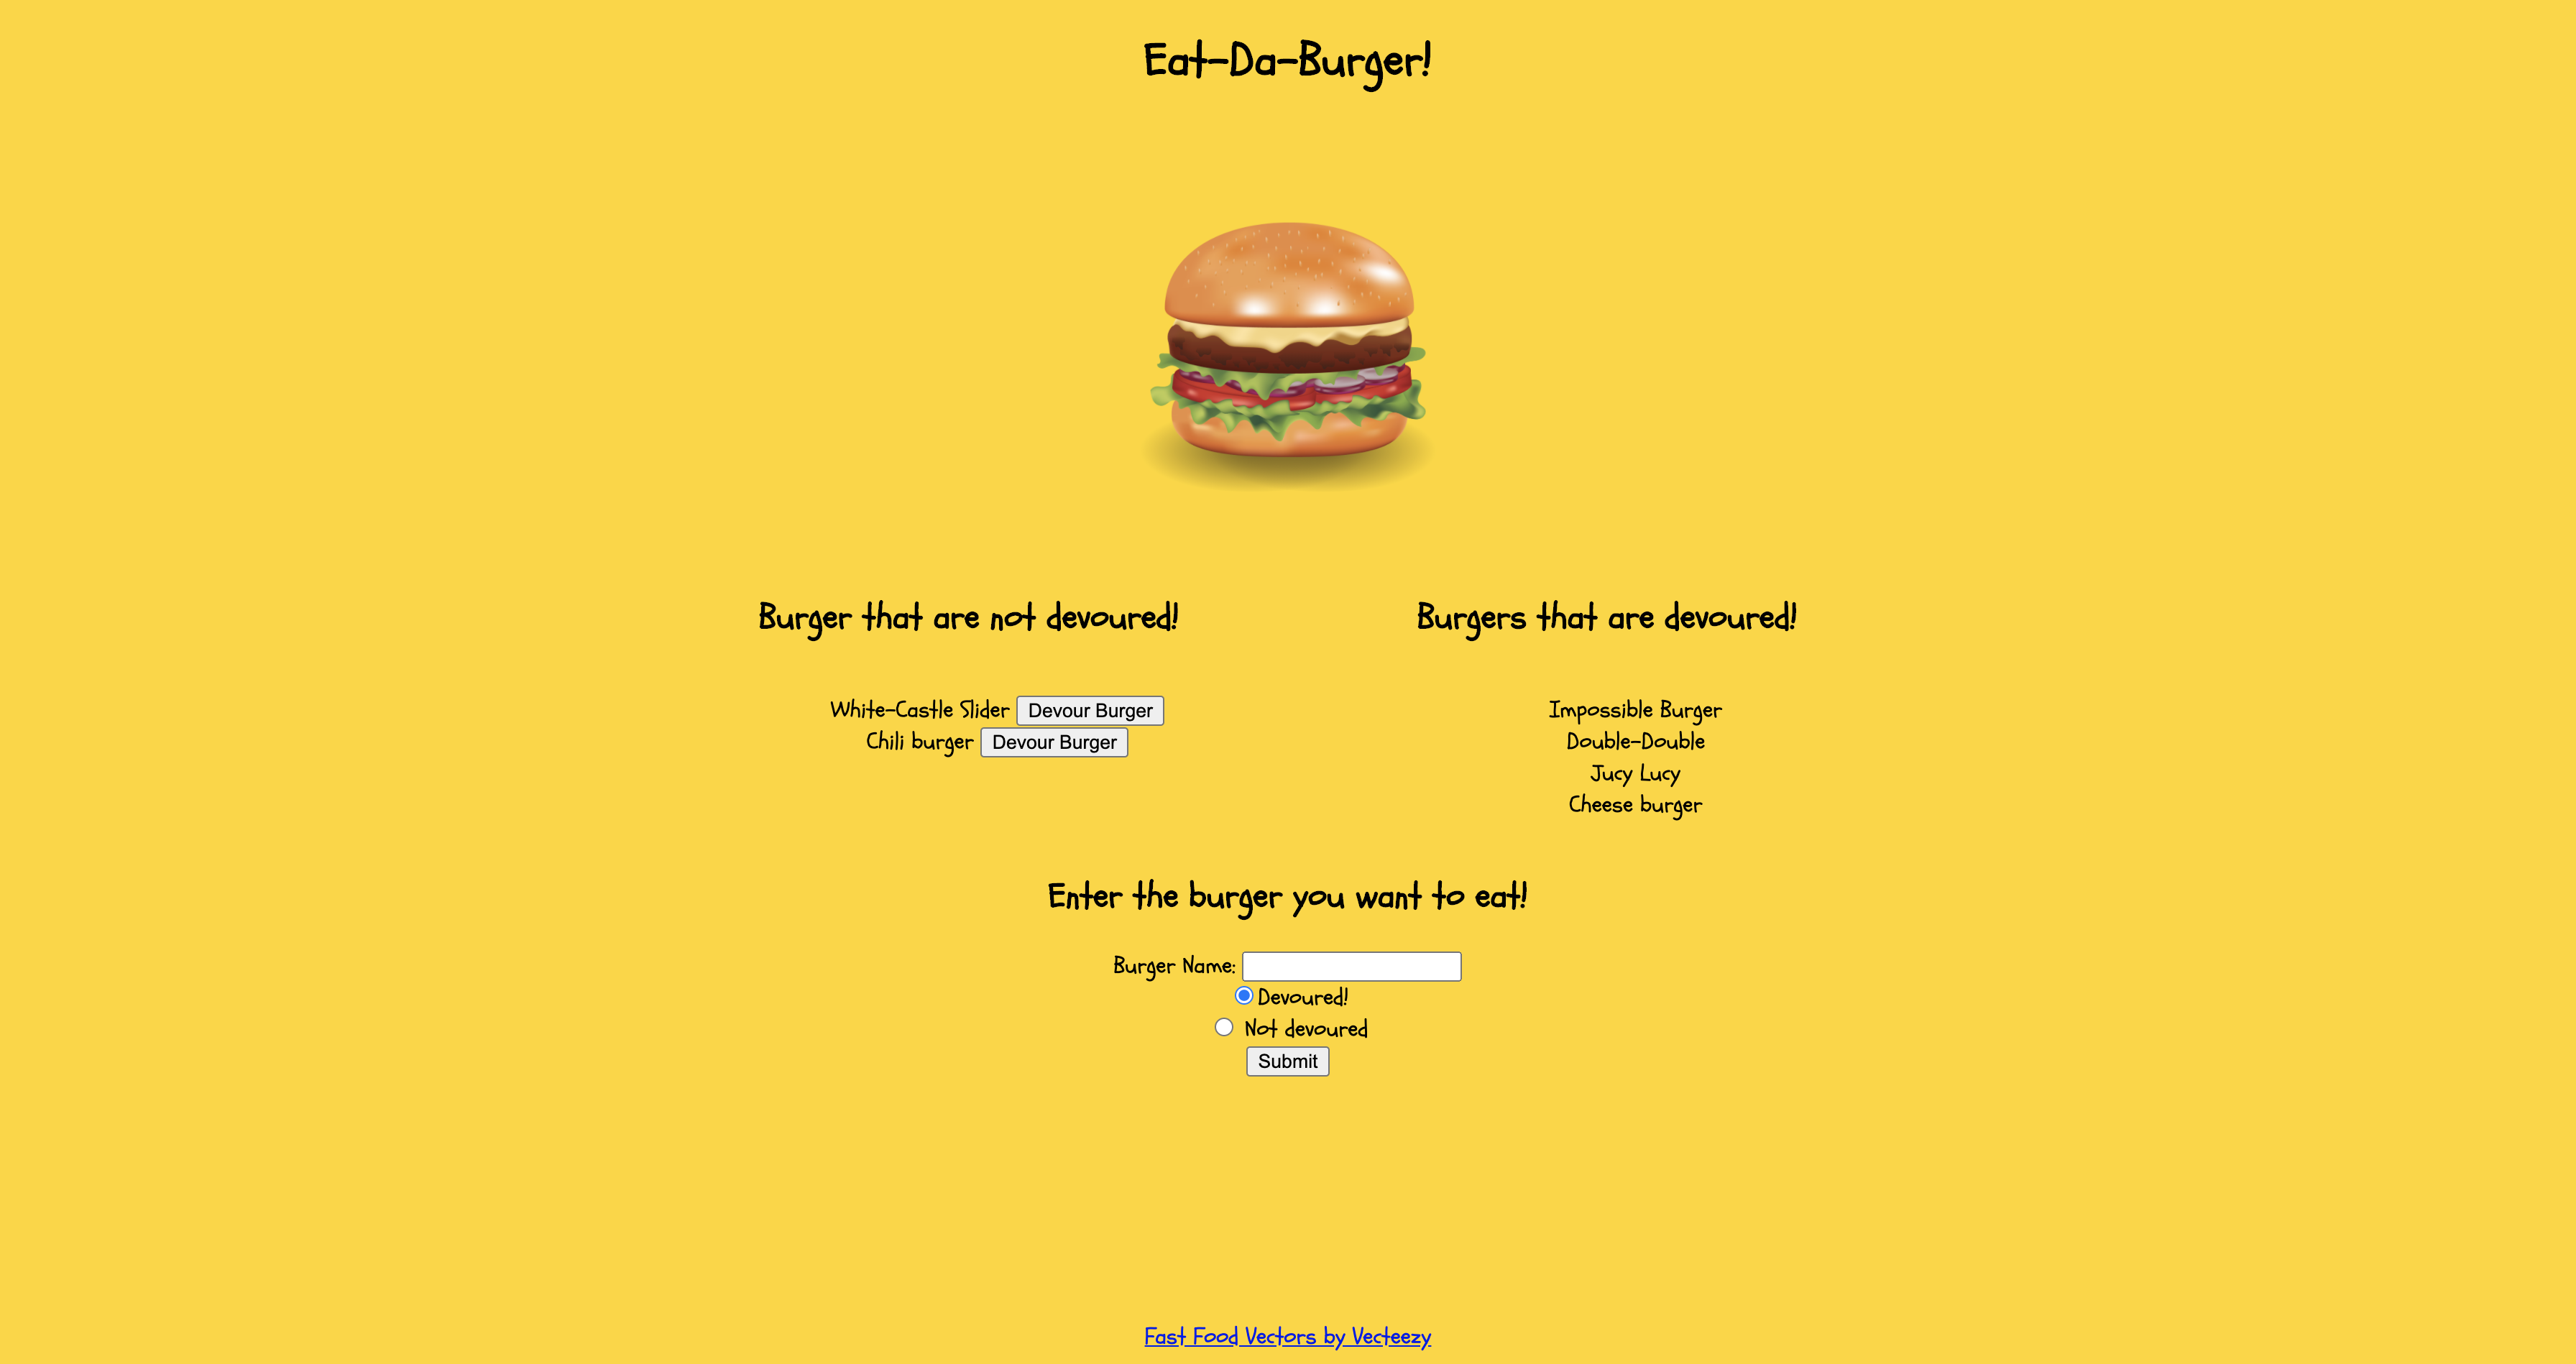 Eat-Da-Burger!
Burger that are not devoured!
White-Castle Slider Devour Burger
Chili burger Devour Burger
Burgers that are devoured!
Impossible Burger
Double-Double
Jucy Lucy
Cheese burger
Enter the burger you want to eat!
Burger Name:
Devoured!
Not devoured
Submit
Fast Food Vectors by Vecteezy